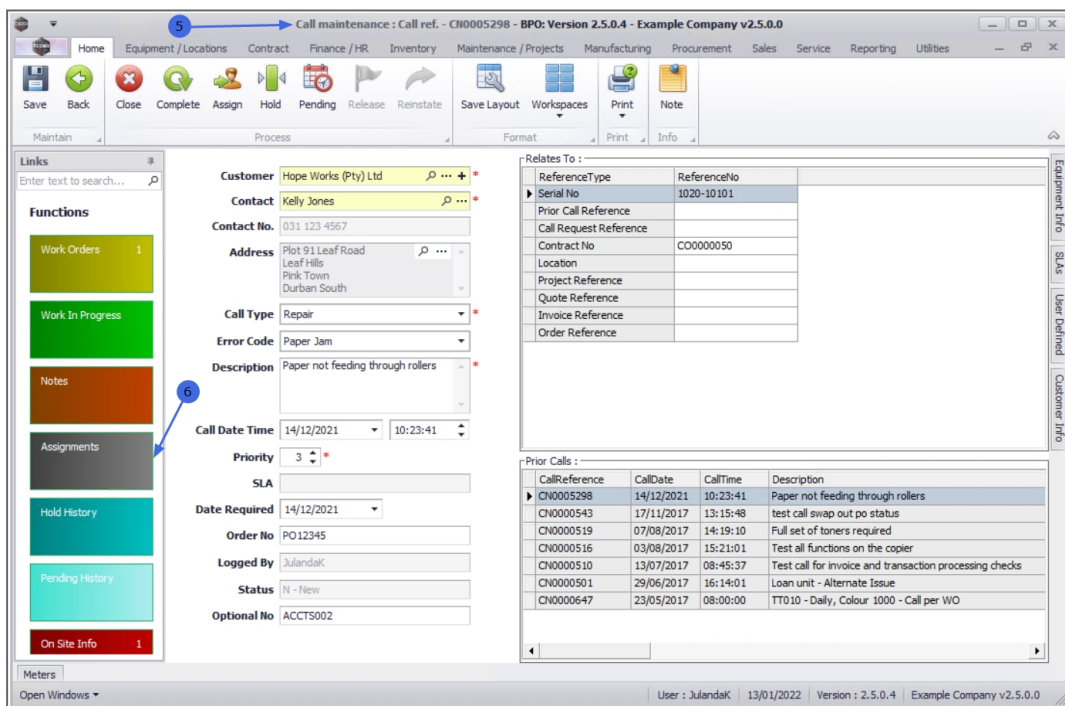 5
Call maintenance : Call ref. - CN0005298 - BPO: Version 2.5.0.4 - Example Company v2.5.0.0
Home Equipment / Locations Contract Finance / HR Inventory Maintenance / Projects Manufacturing Procurement Sales Service Reporting Utilities
Save Back Close Complete Assign Hold Pending Release Reinstate Save Layout Workspaces Print Note
Maintain Process Format Print Info
Links
Enter text to search...
Functions
Work Orders 1
Work In Progress
Notes
6
Assignments
Hold History
Pending History
On Site Info 1
Customer Hope Works (Pty) Ltd *
Contact Kelly Jones *
Contact No. 031 123 4567
Address Plot 91 Leaf Road
Leaf Hills
Pink Town
Durban South
Call Type Repair *
Error Code Paper Jam
Description Paper not feeding through rollers *
Call Date Time 14/12/2021 10:23:41
Priority 3 *
SLA
Date Required 14/12/2021
Order No PO12345
Logged By JulandaK
Status N - New
Optional No ACCTS002
Relates To :
ReferenceType ReferenceNo
Serial No 1020-10101
Prior Call Reference
Call Request Reference
Contract No CO0000050
Location
Project Reference
Quote Reference
Invoice Reference
Order Reference
Prior Calls :
CallReference CallDate CallTime Description
CN0005298 14/12/2021 10:23:41 Paper not feeding through rollers
CN0000543 17/11/2017 13:15:48 test call swap out po status
CN0000519 07/08/2017 14:19:10 Full set of toners required
CN0000516 03/08/2017 15:21:01 Test all functions on the copier
CN0000510 13/07/2017 08:45:37 Test call for invoice and transaction processing checks
CN0000501 29/06/2017 16:14:01 Loan unit - Alternate Issue
CN0000647 23/05/2017 08:00:00 TT010 - Daily, Colour 1000 - Call per WO
Equipment Info
SLAs
User Defined
Customer Info
Meters
Open Windows User : JulandaK 13/01/2022 Version : 2.5.0.4 Example Company v2.5.0.0